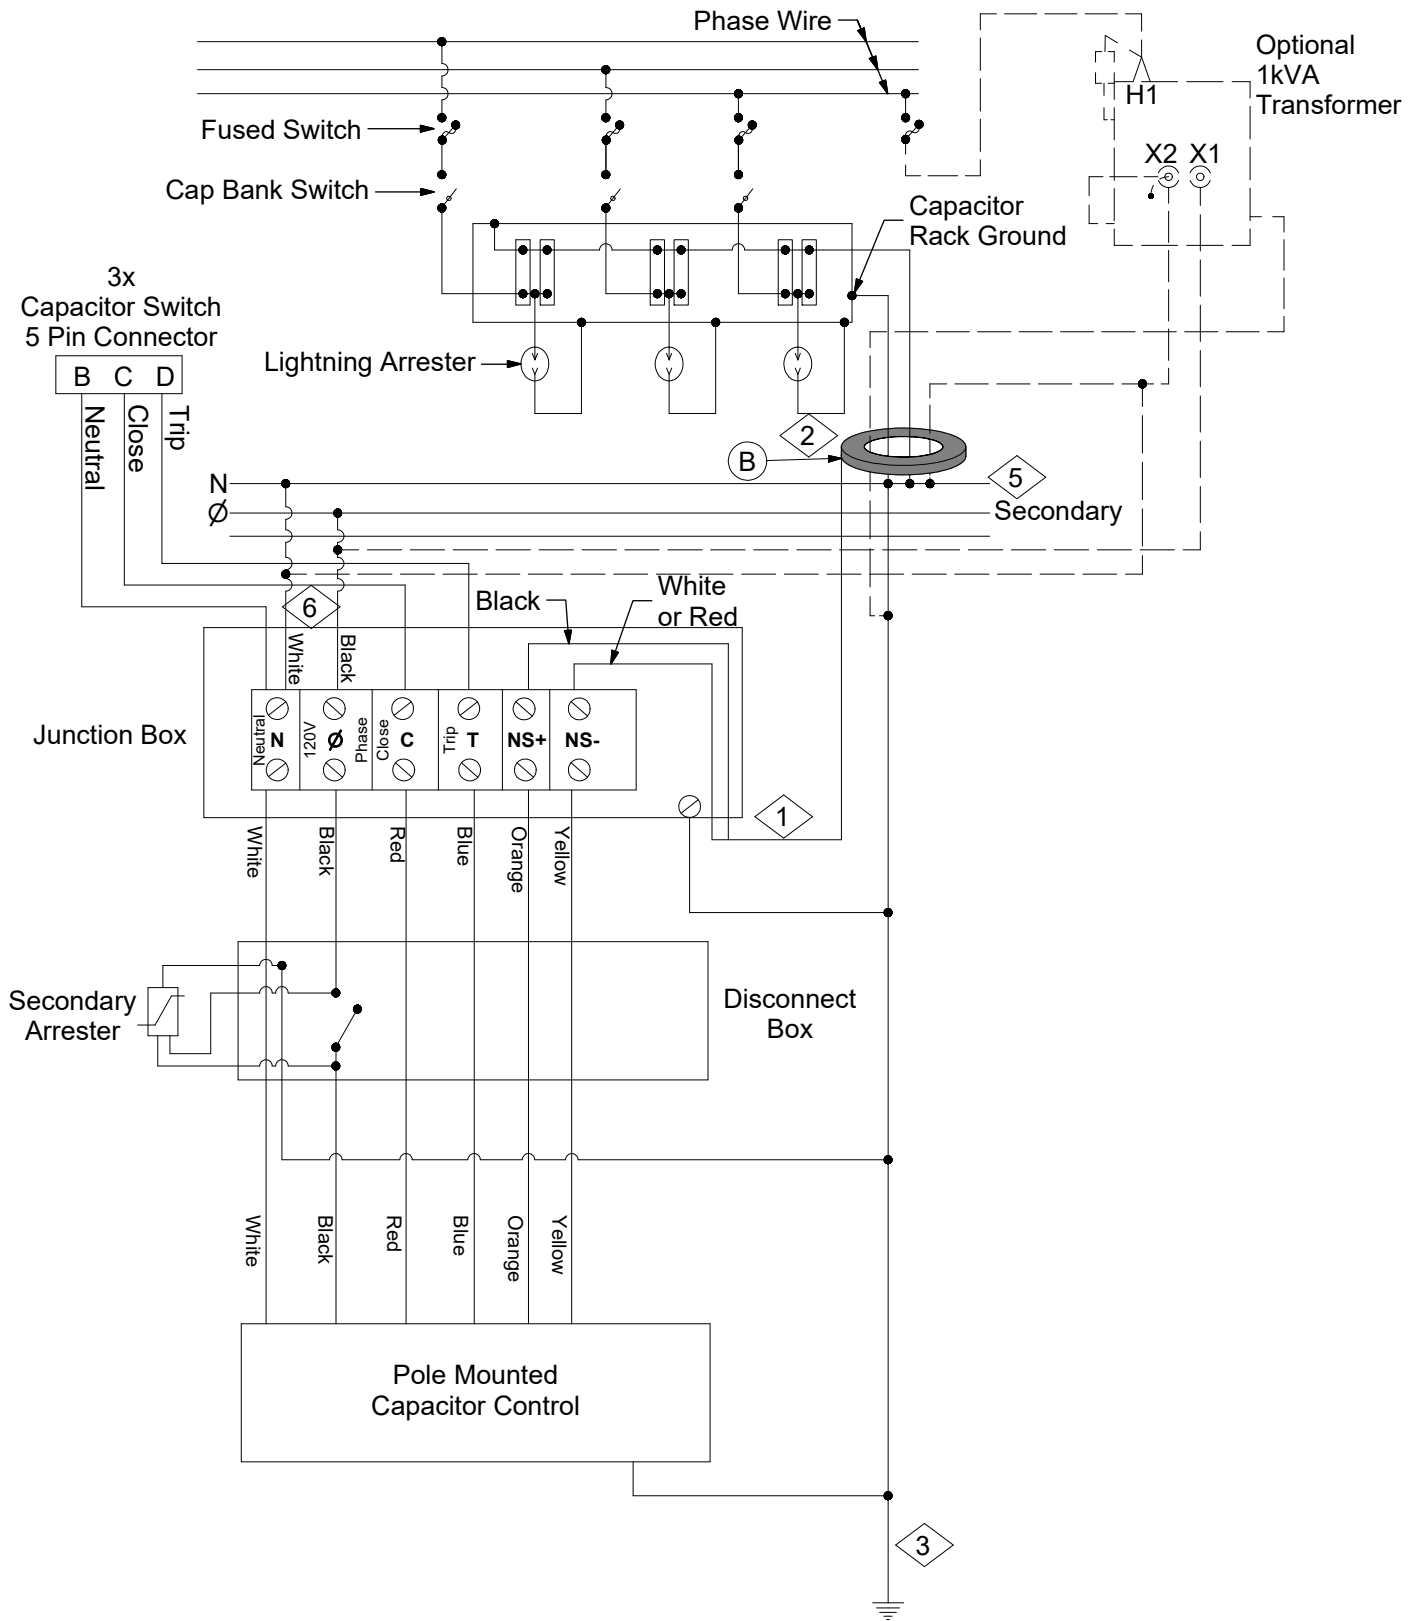 Phase Wire
Optional
1kVA
Transformer
H1
Fused Switch
X2 X1
Cap Bank Switch
Capacitor
Rack Ground
3x
Capacitor Switch
5 Pin Connector
B C D
Neutral
Close
Trip
Lightning Arrester
2
B
5
N
Ø
Secondary
6
Black
White
or Red
White
Black
Junction Box
Neutral
N
120V
Ø
Phase
Close
C
Trip
T
NS+
NS-
1
White
Black
Red
Blue
Orange
Yellow
Secondary
Arrester
Disconnect
Box
White
Black
Red
Blue
Orange
Yellow
Pole Mounted
Capacitor Control
3